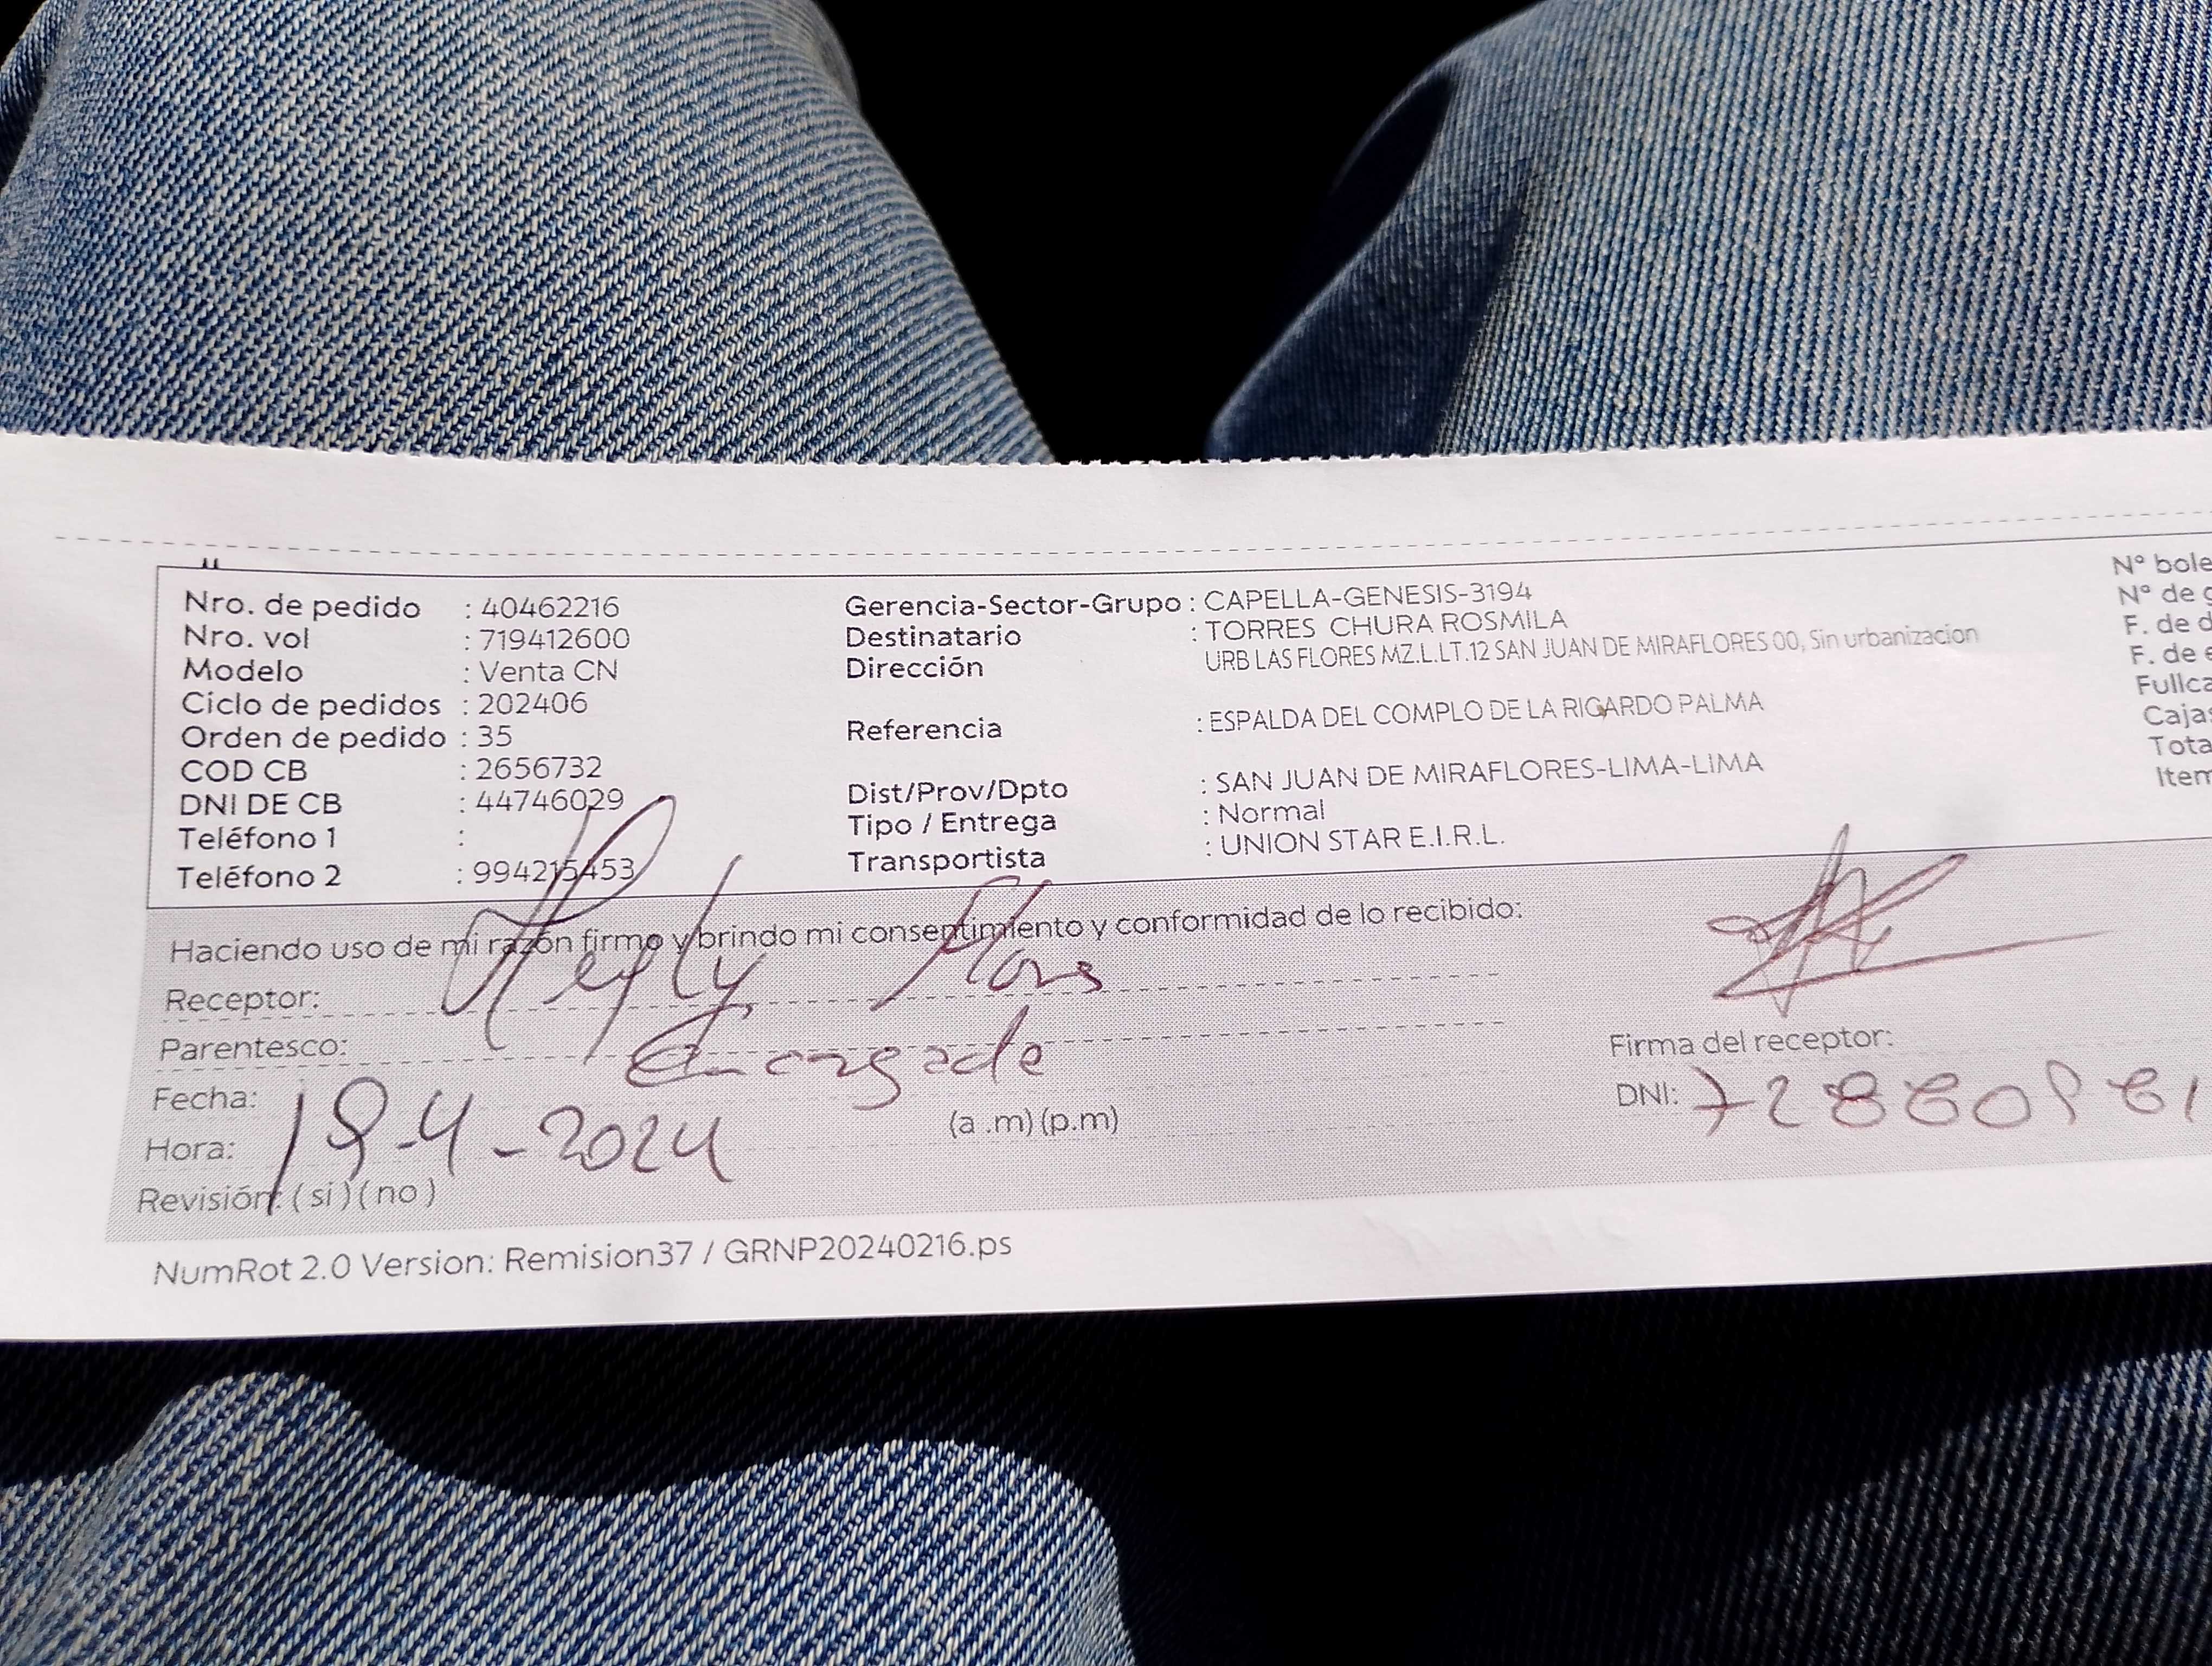 Nro. de pedido : 40462216
Nro. vol : 719412600
Modelo : Venta CN
Ciclo de pedidos : 202406
Orden de pedido : 35
COD CB : 2656732
DNI DE CB : 44746029
Teléfono 1 :
Teléfono 2 : 994215453
Gerencia-Sector-Grupo : CAPELLA-GENESIS-3194
Destinatario : TORRES CHURA ROSMILA
Dirección URB LAS FLORES MZ.L.LT.12 SAN JUAN DE MIRAFLORES 00, Sin urbanizacion
Referencia : ESPALDA DEL COMPLO DE LA RICARDO PALMA
Dist/Prov/Dpto : SAN JUAN DE MIRAFLORES-LIMA-LIMA
Tipo / Entrega : Normal
Transportista : UNION STAR E.I.R.L.
N° bole
N° de g
F. de d
F. de e
Fullca
Caja
Tota
Item
Haciendo uso de mi razón firmo y brindo mi consentimiento y conformidad de lo recibido:
Receptor:
Parentesco: Encargade
Fecha: 19-4-2024
Hora: (a .m) (p.m)
Revisión: (si) (no)
Firma del receptor:
DNI:
NumRot 2.0 Version: Remision37 / GRNP20240216.ps